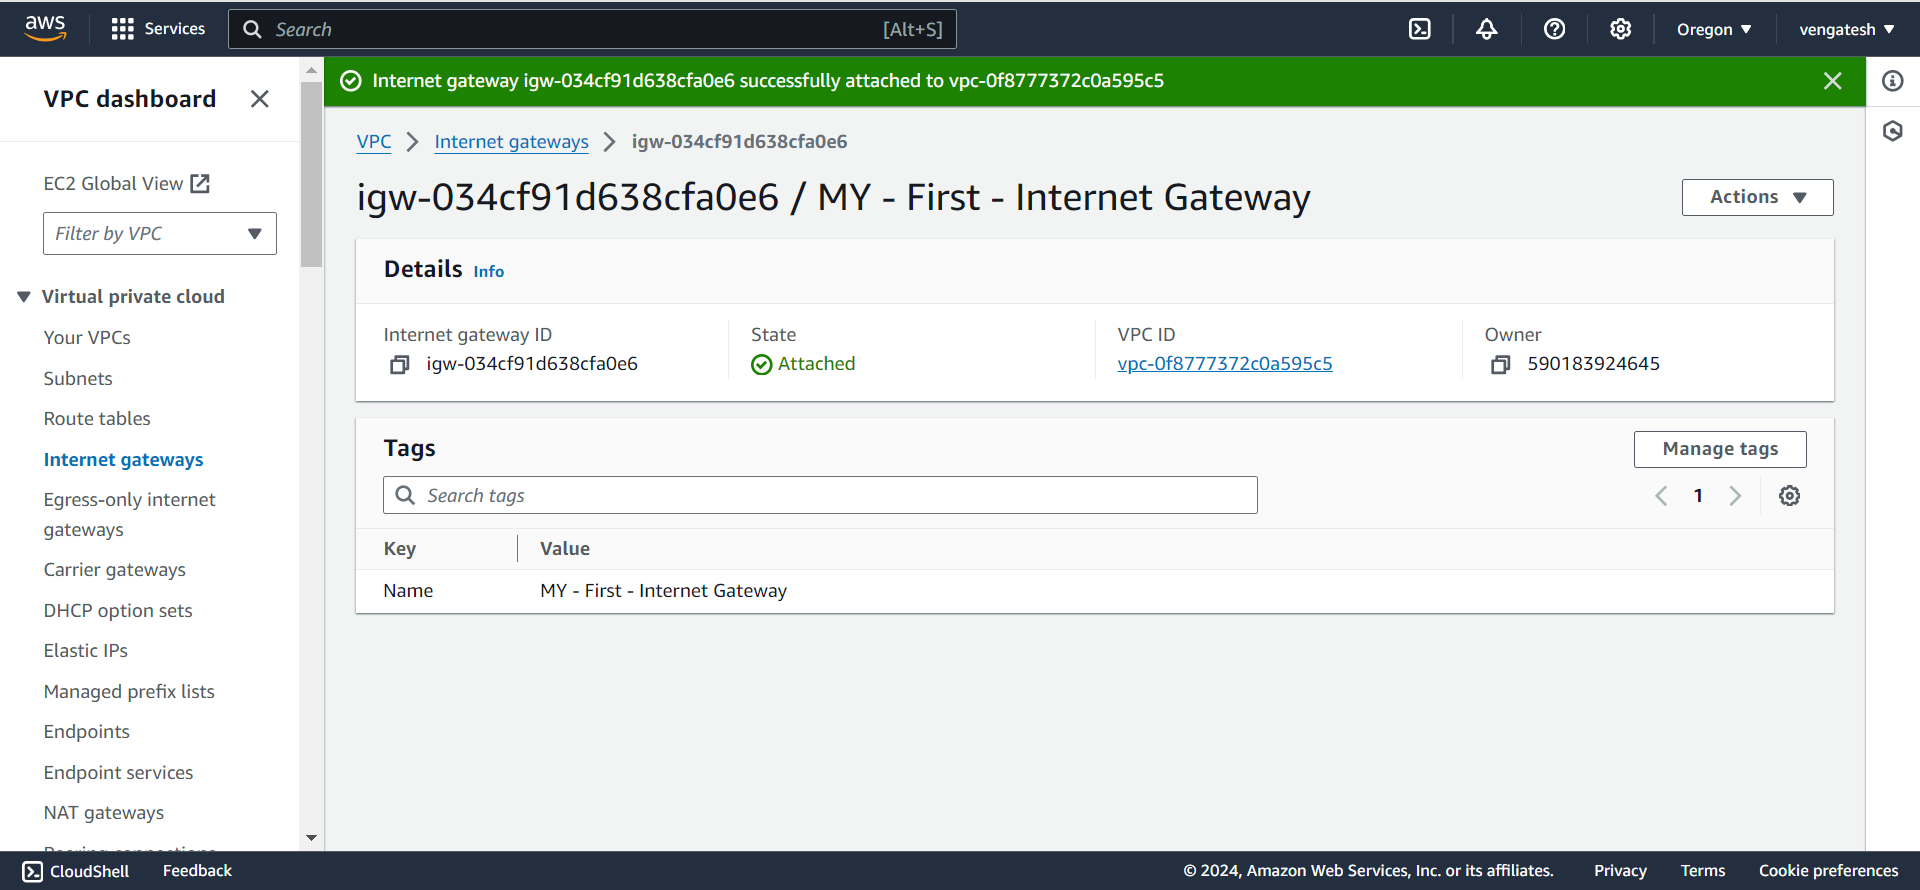 aws
Services
Search
[Alt+S]
Oregon
vengatesh
VPC dashboard
Internet gateway igw-034cf91d638cfa0e6 successfully attached to vpc-0f8777372c0a595c5
EC2 Global View
Filter by VPC
Virtual private cloud
Your VPCs
Subnets
Route tables
Internet gateways
Egress-only internet
gateways
Carrier gateways
DHCP option sets
Elastic IPs
Managed prefix lists
Endpoints
Endpoint services
NAT gateways
Peering connections
VPC
Internet gateways
igw-034cf91d638cfa0e6
igw-034cf91d638cfa0e6 / MY - First - Internet Gateway
Actions
Details Info
Internet gateway ID
igw-034cf91d638cfa0e6
State
Attached
VPC ID
vpc-0f8777372c0a595c5
Owner
590183924645
Tags
Manage tags
Search tags
1
Key
Value
Name
MY - First - Internet Gateway
CloudShell
Feedback
© 2024, Amazon Web Services, Inc. or its affiliates.
Privacy
Terms
Cookie preferences